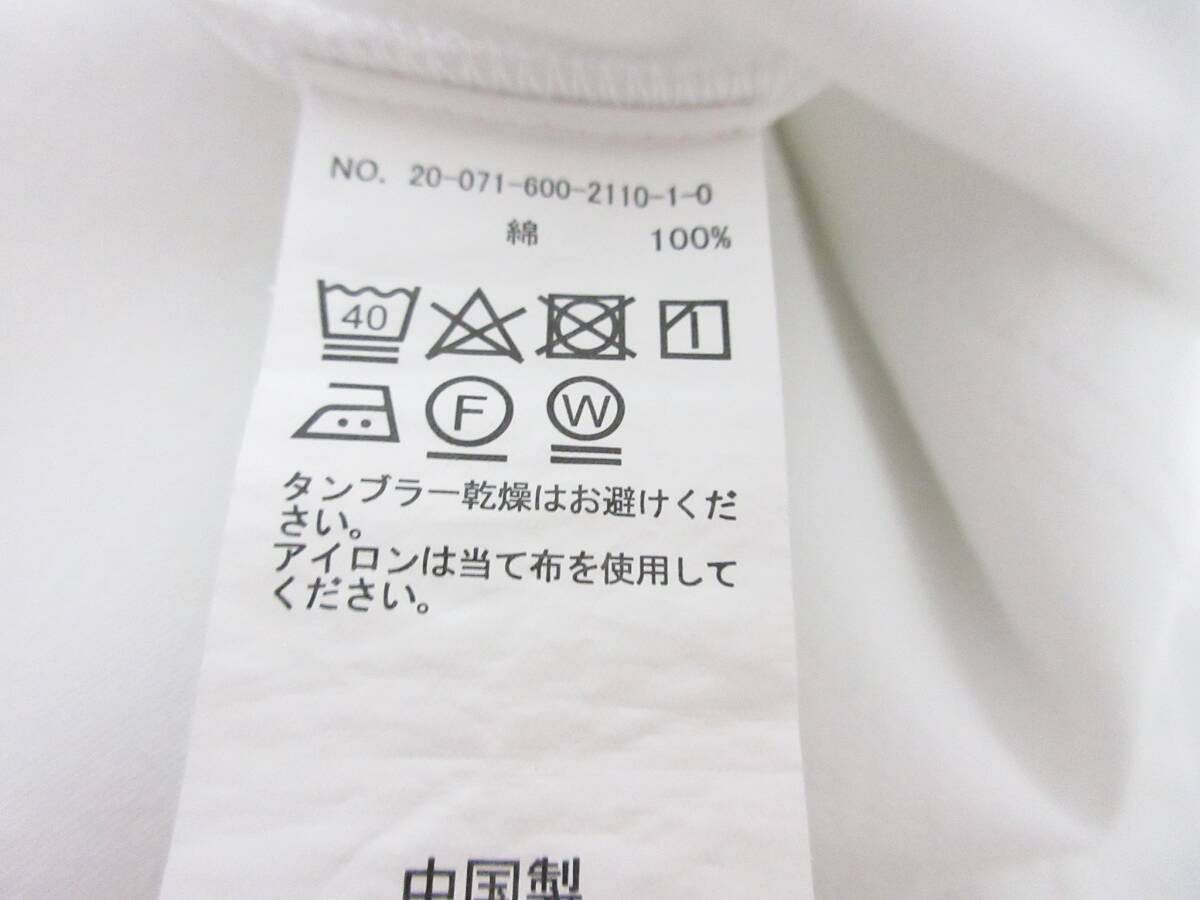 NO. 20-071-600-2110-1-0
綿 100%
40
F W
タンブラー乾燥はお避けくだ
さい。
アイロンは当て布を使用して
ください。
中国製